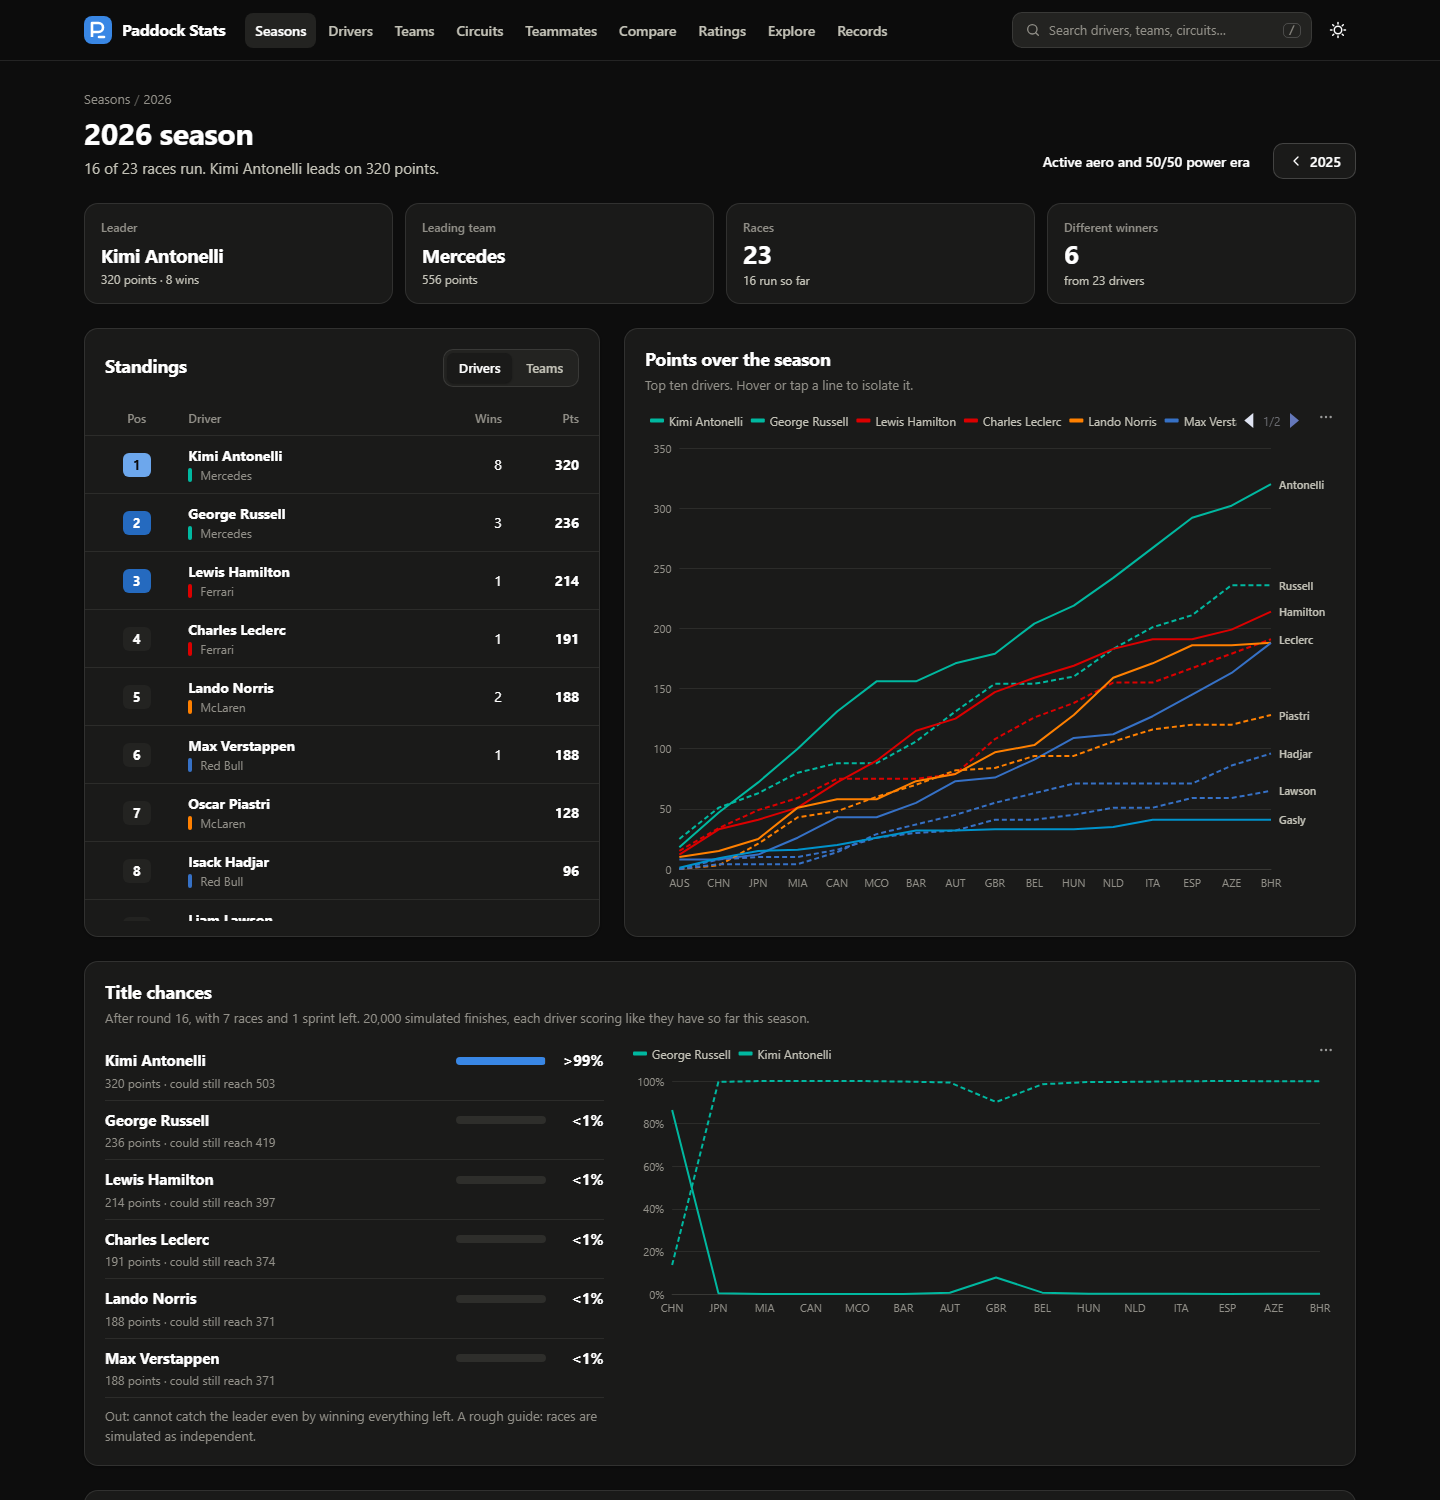 Paddock Stats
Seasons
Drivers
Teams
Circuits
Teammates
Compare
Ratings
Explore
Records
Search drivers, teams, circuits...
/
Seasons / 2026
2026 season
16 of 23 races run. Kimi Antonelli leads on 320 points.
Active aero and 50/50 power era
2025
Leader
Kimi Antonelli
320 points · 8 wins
Leading team
Mercedes
556 points
Races
23
16 run so far
Different winners
6
from 23 drivers
Standings
Drivers
Teams
Pos Driver Wins Pts
1 Kimi Antonelli 8 320
Mercedes
2 George Russell 3 236
Mercedes
3 Lewis Hamilton 1 214
Ferrari
4 Charles Leclerc 1 191
Ferrari
5 Lando Norris 2 188
McLaren
6 Max Verstappen 1 188
Red Bull
7 Oscar Piastri 128
McLaren
8 Isack Hadjar 96
Red Bull
Liam Lawson
Points over the season
Top ten drivers. Hover or tap a line to isolate it.
Kimi Antonelli George Russell Lewis Hamilton Charles Leclerc Lando Norris Max Verst 1/2
350
300
250
200
150
100
50
0
Antonelli
Russell
Hamilton
Leclerc
Piastri
Hadjar
Lawson
Gasly
AUS CHN JPN MIA CAN MCO BAR AUT GBR BEL HUN NLD ITA ESP AZE BHR
Title chances
After round 16, with 7 races and 1 sprint left. 20,000 simulated finishes, each driver scoring like they have so far this season.
Kimi Antonelli >99%
320 points · could still reach 503
George Russell <1%
236 points · could still reach 419
Lewis Hamilton <1%
214 points · could still reach 397
Charles Leclerc <1%
191 points · could still reach 374
Lando Norris <1%
188 points · could still reach 371
Max Verstappen <1%
188 points · could still reach 371
Out: cannot catch the leader even by winning everything left. A rough guide: races are
simulated as independent.
George Russell Kimi Antonelli
100%
80%
60%
40%
20%
0%
CHN JPN MIA CAN MCO BAR AUT GBR BEL HUN NLD ITA ESP AZE BHR